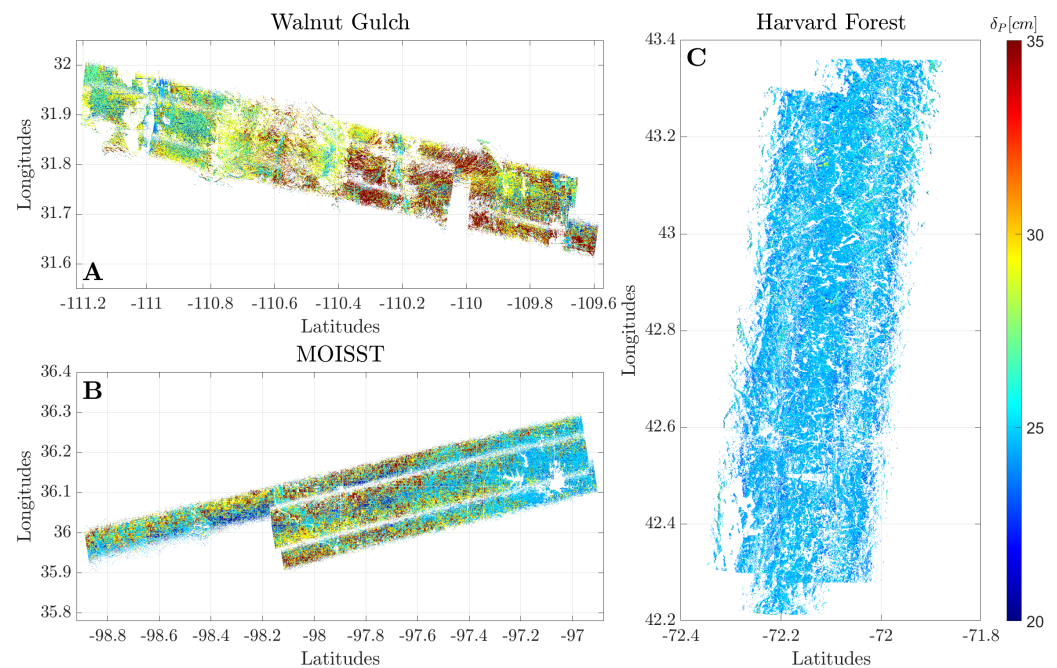 Walnut Gulch
32
31.9
31.8
31.7
31.6
Longitudes
A
-111.2 -111 -110.8 -110.6 -110.4 -110.2 -110 -109.8 -109.6
Latitudes
MOISST
36.4
36.3
36.2
36.1
36
35.9
35.8
Longitudes
B
-98.8 -98.6 -98.4 -98.2 -98 -97.8 -97.6 -97.4 -97.2 -97
Latitudes
Harvard Forest
43.4
43.2
43
42.8
42.6
42.4
42.2
Longitudes
C
-72.4 -72.2 -72 -71.8
Latitudes
δP[cm]
35
30
25
20